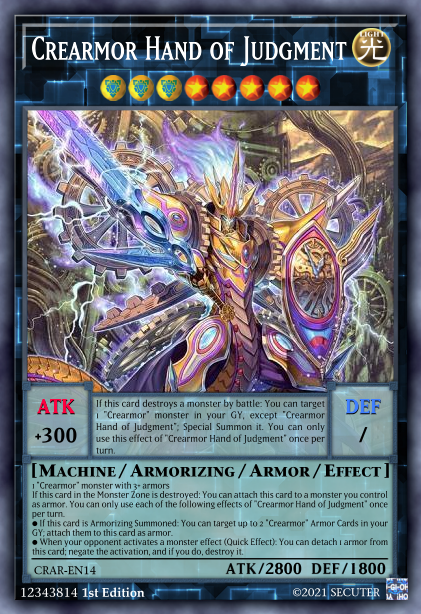 Crearmor Hand of Judgment
LIGHT
光
ATK
+300
If this card destroys a monster by battle: You can target
1 "Crearmor" monster in your GY, except "Crearmor
Hand of Judgment"; Special Summon it. You can only
use this effect of "Crearmor Hand of Judgment" once per
turn.
DEF
/
[Machine / Armorizing / Armor / Effect]
1 "Crearmor" monster with 3+ armors
If this card in the Monster Zone is destroyed: You can attach this card to a monster you control
as armor. You can only use each of the following effects of "Crearmor Hand of Judgment" once
per turn.
● If this card is Armorizing Summoned: You can target up to 2 "Crearmor" Armor Cards in your
GY; attach them to this card as armor.
● When your opponent activates a monster effect (Quick Effect): You can detach 1 armor from
this card; negate the activation, and if you do, destroy it.
CRAR-EN14
ATK/2800 DEF/1800
12343814 1st Edition
©2021 SECUTER